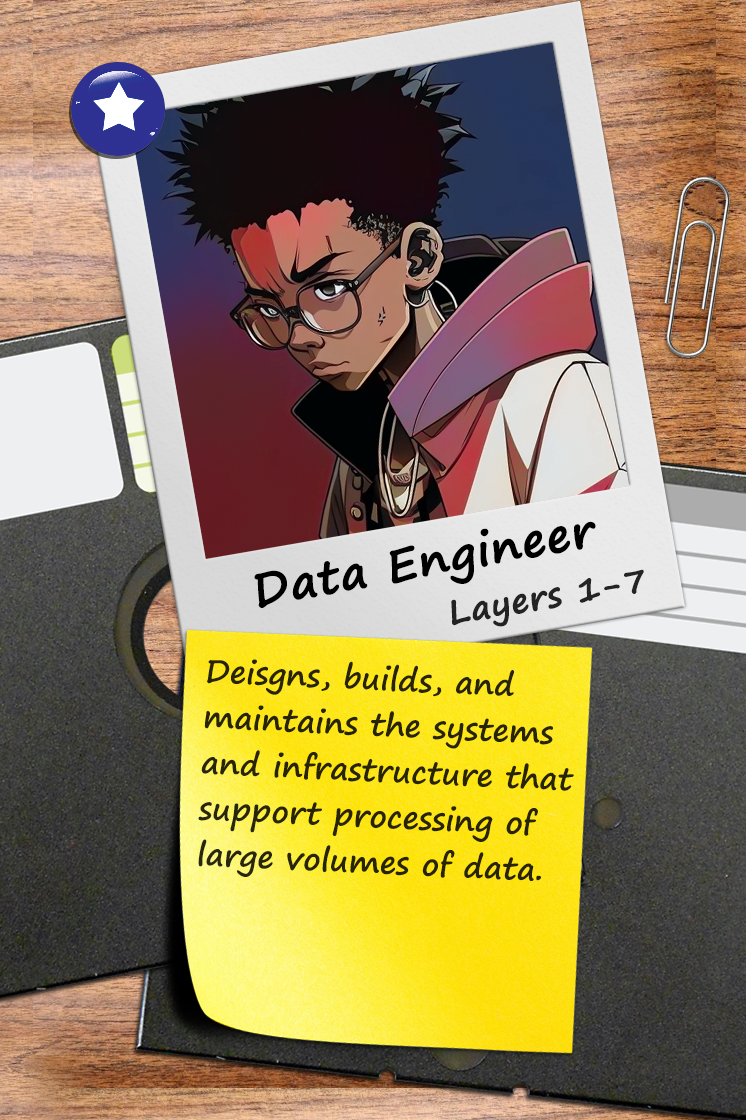 Data Engineer
Layers 1-7
Deisgns, builds, and
maintains the systems
and infrastructure that
support processing of
large volumes of data.